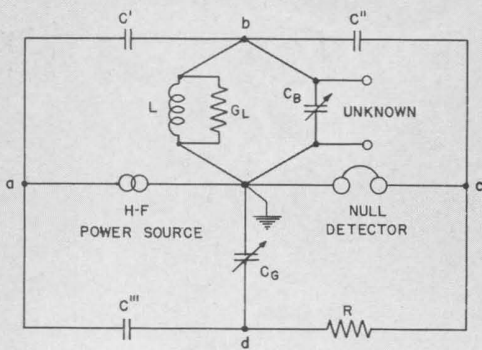 C' b C"
C_B
L G_L UNKNOWN
a c
H-F NULL
POWER SOURCE DETECTOR
C_G
C''' R
d